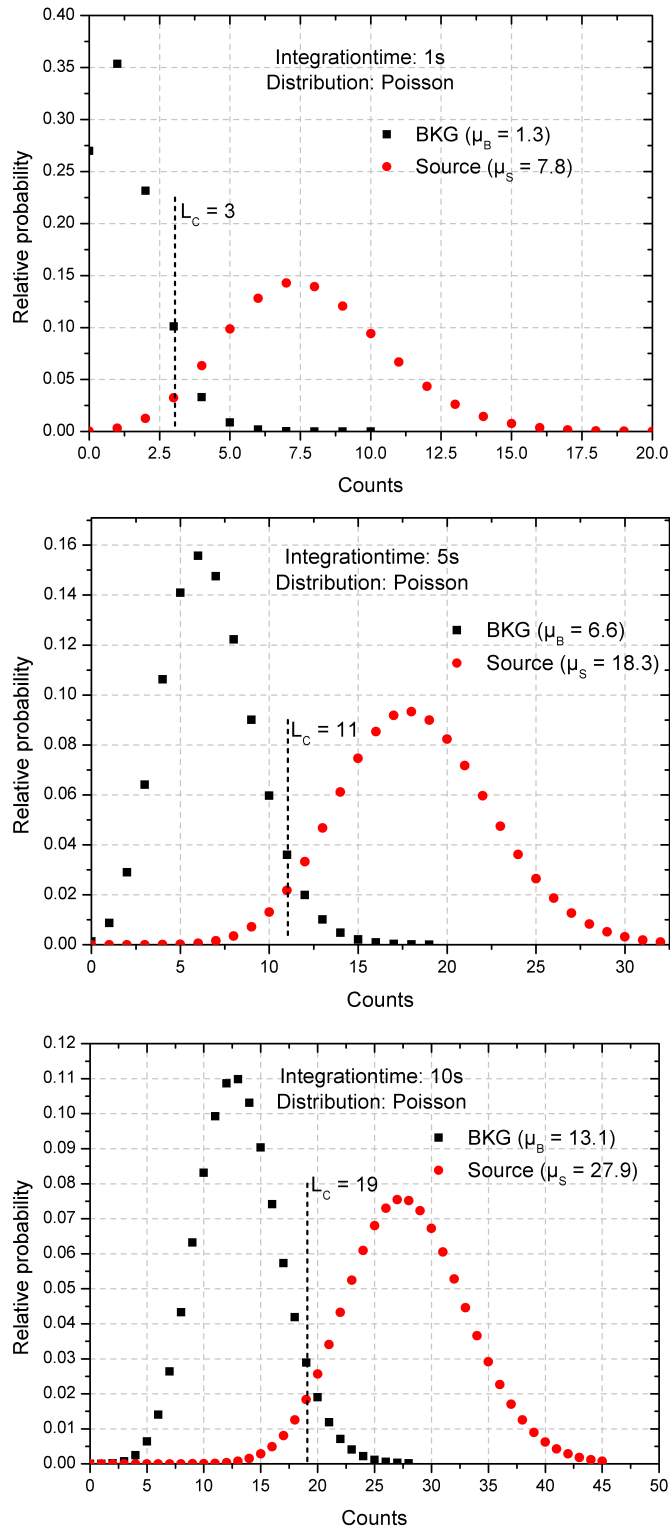 0.40
0.35
0.30
0.25
0.20
0.15
0.10
0.05
0.00
Relative probability
Integrationtime: 1s
Distribution: Poisson
BKG (μB = 1.3)
Source (μS = 7.8)
LC = 3
0.0 2.5 5.0 7.5 10.0 12.5 15.0 17.5 20.0
Counts
0.16
0.14
0.12
0.10
0.08
0.06
0.04
0.02
0.00
Relative probability
Integrationtime: 5s
Distribution: Poisson
BKG (μB = 6.6)
Source (μS = 18.3)
LC = 11
0 5 10 15 20 25 30
Counts
0.12
0.11
0.10
0.09
0.08
0.07
0.06
0.05
0.04
0.03
0.02
0.01
0.00
Relative probability
Integrationtime: 10s
Distribution: Poisson
BKG (μB = 13.1)
Source (μS = 27.9)
LC = 19
0 5 10 15 20 25 30 35 40 45 50
Counts